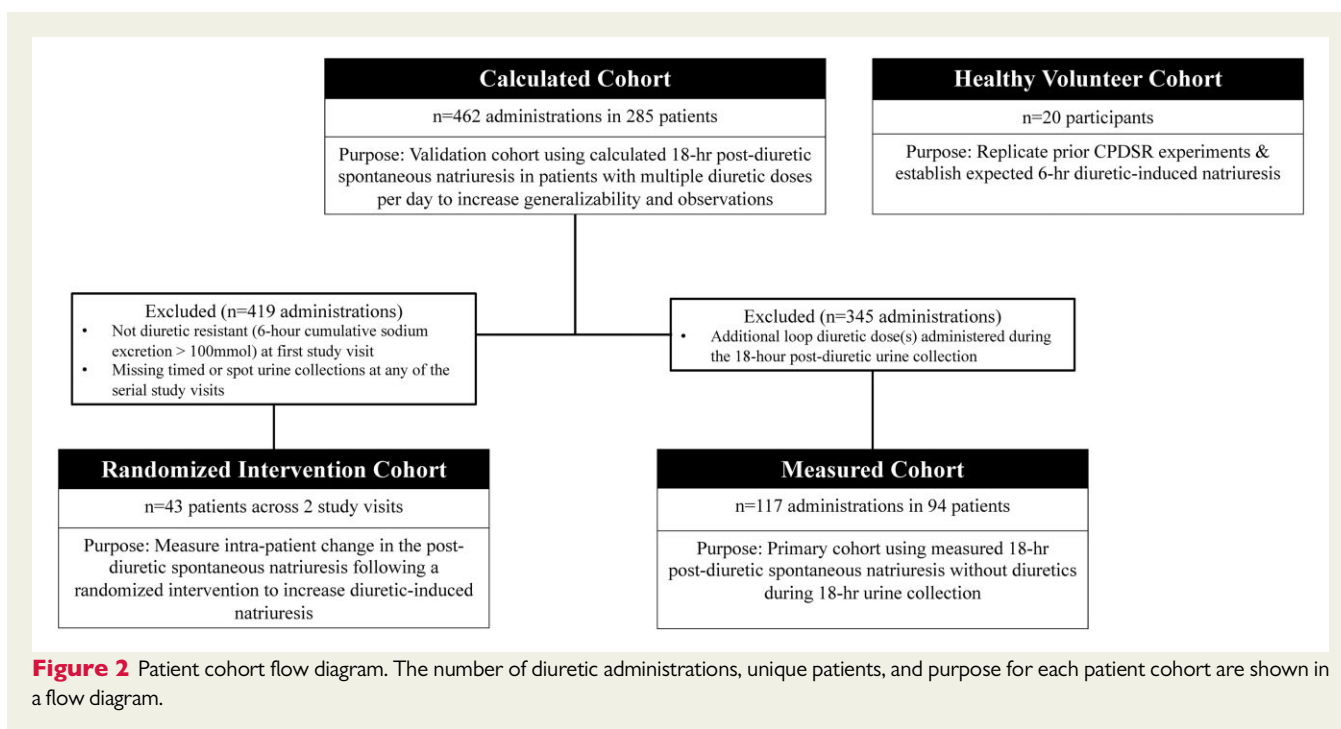 Calculated Cohort
n=462 administrations in 285 patients
Purpose: Validation cohort using calculated 18-hr post-diuretic
spontaneous natriuresis in patients with multiple diuretic doses
per day to increase generalizability and observations
Healthy Volunteer Cohort
n=20 participants
Purpose: Replicate prior CPDSR experiments &
establish expected 6-hr diuretic-induced natriuresis
Excluded (n=419 administrations)
• Not diuretic resistant (6-hour cumulative sodium
excretion > 100mmol) at first study visit
• Missing timed or spot urine collections at any of the
serial study visits
Excluded (n=345 administrations)
• Additional loop diuretic dose(s) administered during
the 18-hour post-diuretic urine collection
Randomized Intervention Cohort
n=43 patients across 2 study visits
Purpose: Measure intra-patient change in the post-
diuretic spontaneous natriuresis following a
randomized intervention to increase diuretic-induced
natriuresis
Measured Cohort
n=117 administrations in 94 patients
Purpose: Primary cohort using measured 18-hr
post-diuretic spontaneous natriuresis without diuretics
during 18-hr urine collection
Figure 2 Patient cohort flow diagram. The number of diuretic administrations, unique patients, and purpose for each patient cohort are shown in
a flow diagram.